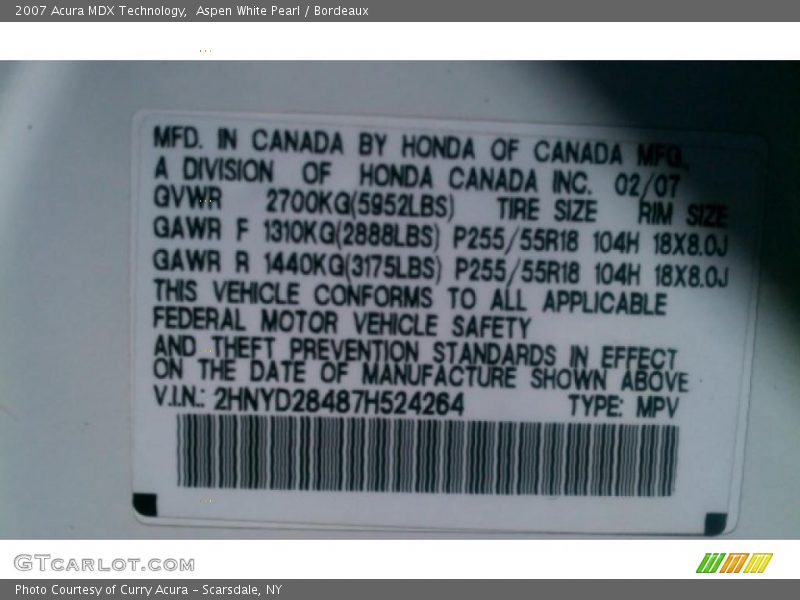 2007 Acura MDX Technology,  Aspen White Pearl / Bordeaux
MFD. IN CANADA BY HONDA OF CANADA MFG.,
A DIVISION OF HONDA CANADA INC. 02/07
GVWR 2700KG(5952LBS) TIRE SIZE RIM SIZE
GAWR F 1310KG(2888LBS) P255/55R18 104H 18X8.0J
GAWR R 1440KG(3175LBS) P255/55R18 104H 18X8.0J
THIS VEHICLE CONFORMS TO ALL APPLICABLE
FEDERAL MOTOR VEHICLE SAFETY
AND THEFT PREVENTION STANDARDS IN EFFECT
ON THE DATE OF MANUFACTURE SHOWN ABOVE
V.I.N.: 2HNYD28487H524264 TYPE: MPV
GTCARLOT.COM
Photo Courtesy of Curry Acura - Scarsdale, NY